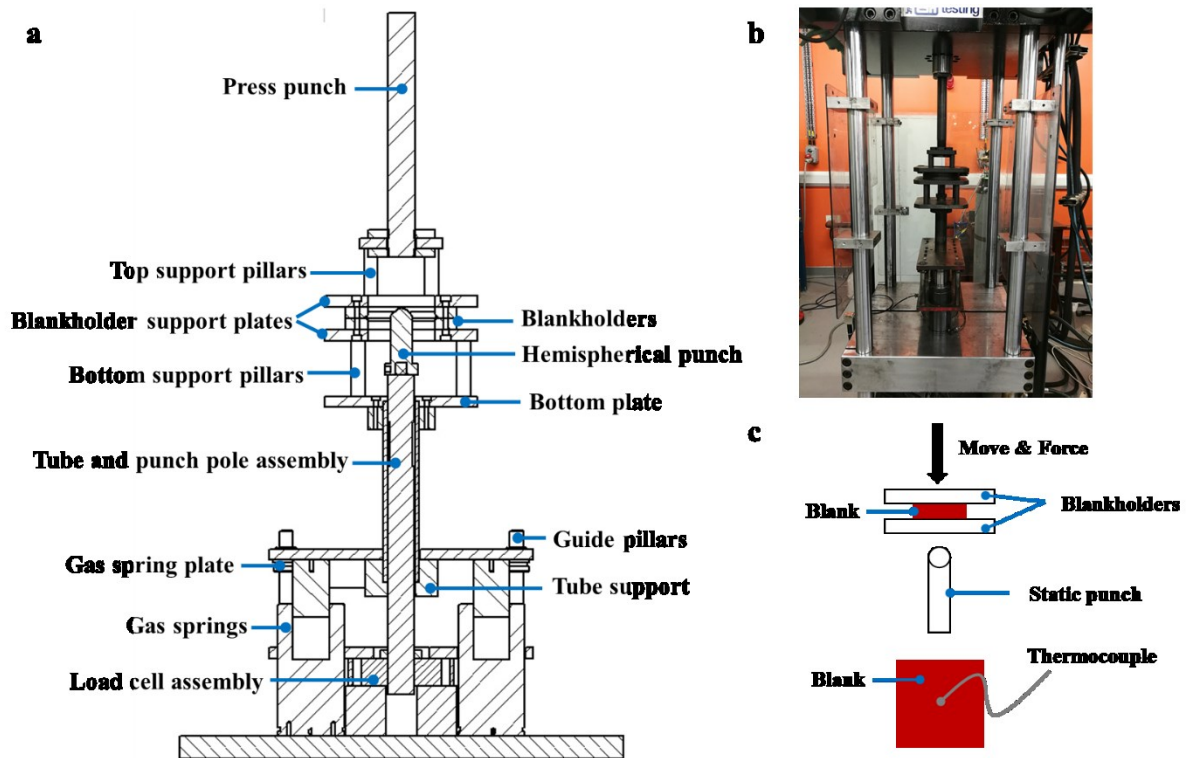 a
Press punch
Top support pillars
Blankholder support plates
Bottom support pillars
Tube and punch pole assembly
Gas spring plate
Gas springs
Load cell assembly
Blankholders
Hemispherical punch
Bottom plate
Guide pillars
Tube support
b
testing
c
Move & Force
Blank
Blankholders
Static punch
Thermocouple
Blank